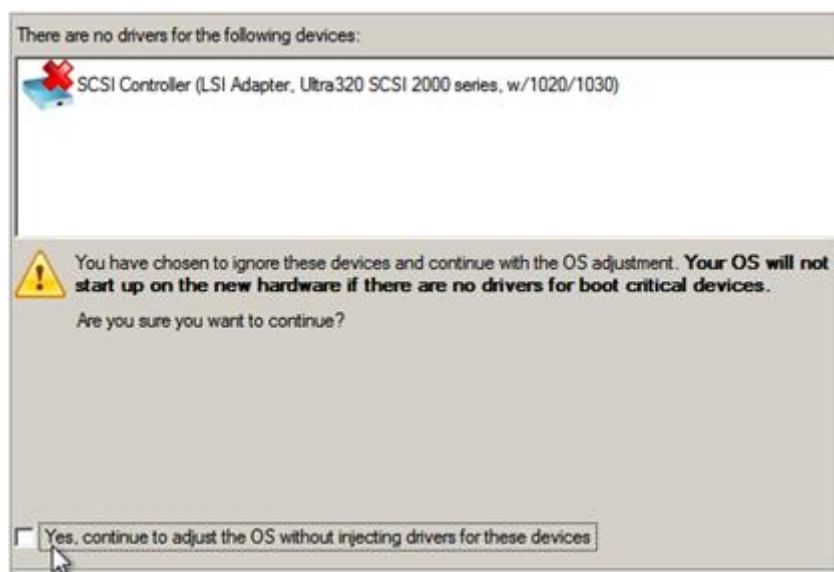 There are no drivers for the following devices:
SCSI Controller (LSI Adapter, Ultra320 SCSI 2000 series, w/1020/1030)
You have chosen to ignore these devices and continue with the OS adjustment. Your OS will not
start up on the new hardware if there are no drivers for boot critical devices.
Are you sure you want to continue?
Yes, continue to adjust the OS without injecting drivers for these devices